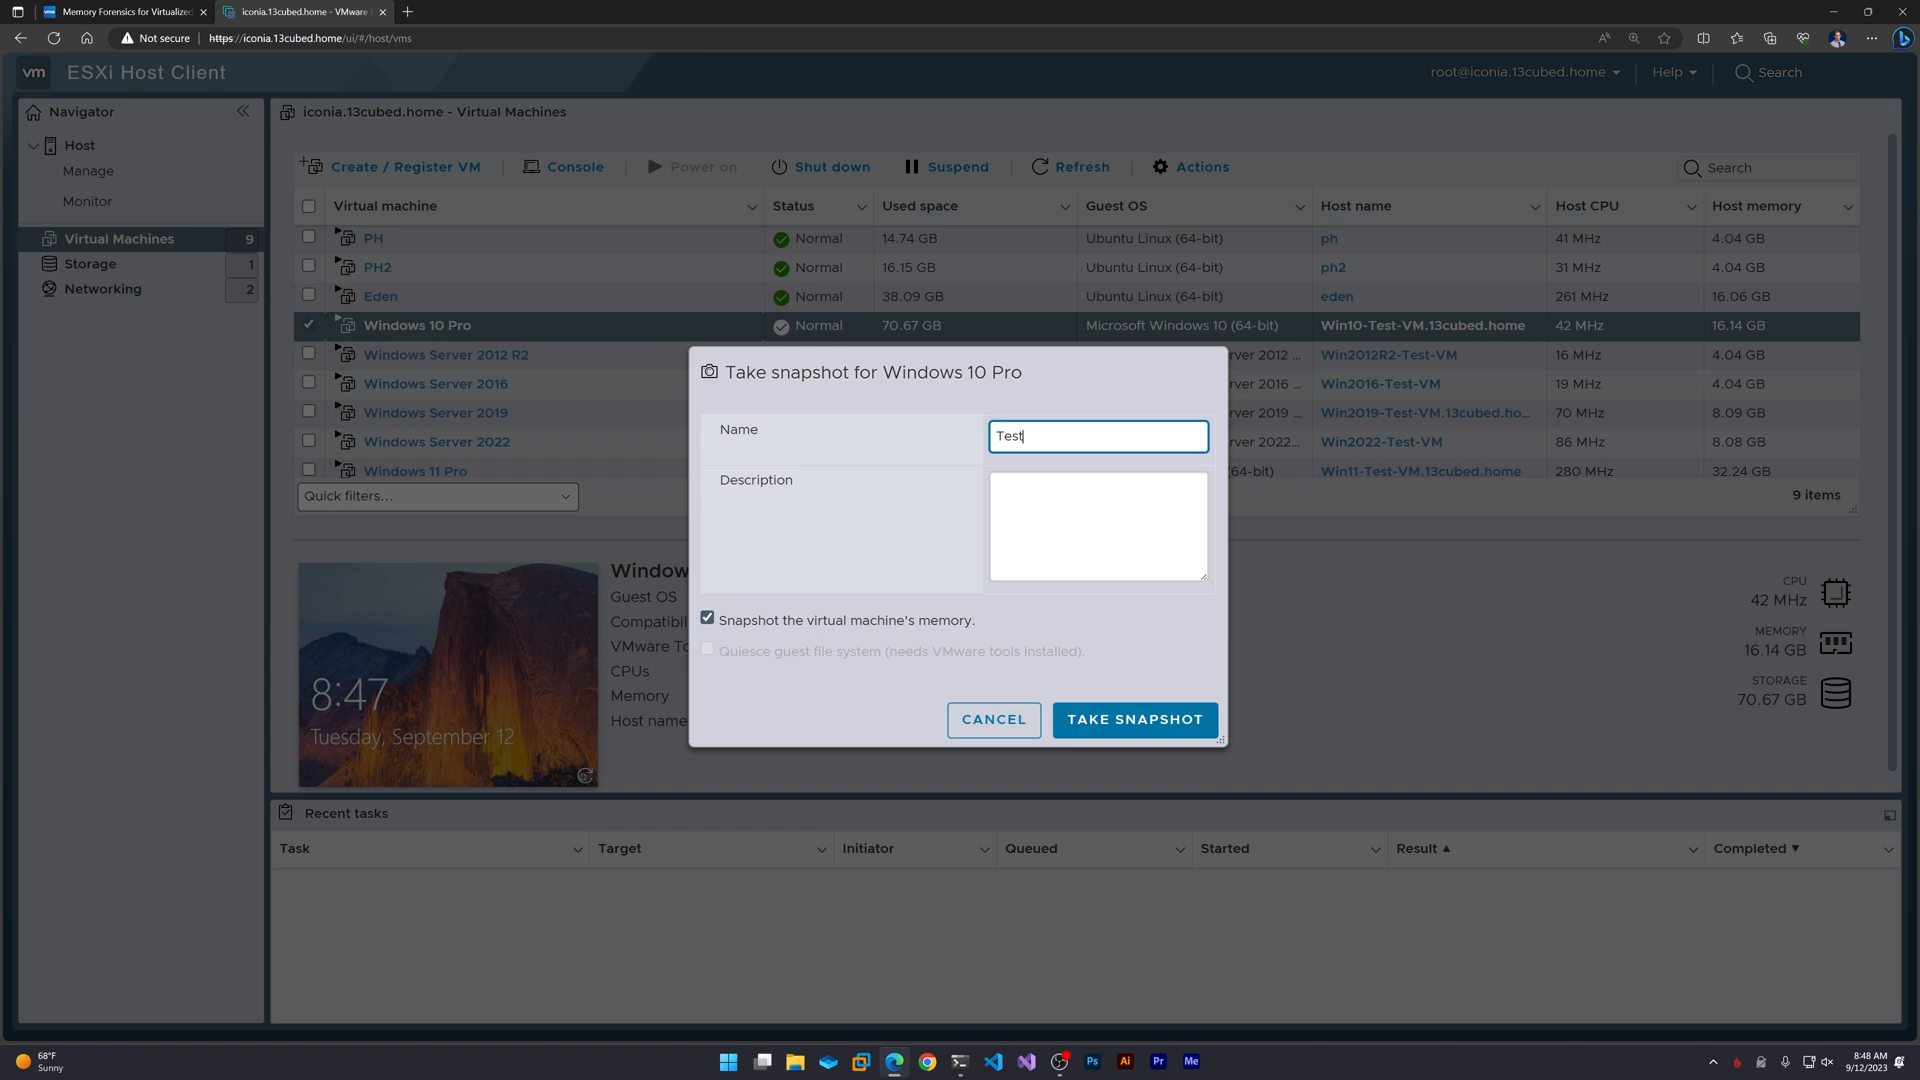 Memory Forensics for Virtualized
iconia.13cubed.home - VMware
Not secure
https://iconia.13cubed.home/ui/#/host/vms
vm
ESXi Host Client
root@iconia.13cubed.home
Help
Search
Navigator
Host
Manage
Monitor
Virtual Machines 9
Storage 1
Networking 2
iconia.13cubed.home - Virtual Machines
Create / Register VM
Console
Power on
Shut down
Suspend
Refresh
Actions
Search
Virtual machine Status Used space Guest OS Host name Host CPU Host memory
PH Normal 14.74 GB Ubuntu Linux (64-bit) ph 41 MHz 4.04 GB
PH2 Normal 16.15 GB Ubuntu Linux (64-bit) ph2 31 MHz 4.04 GB
Eden Normal 38.09 GB Ubuntu Linux (64-bit) eden 261 MHz 16.06 GB
Windows 10 Pro Normal 70.67 GB Microsoft Windows 10 (64-bit) Win10-Test-VM.13cubed.home 42 MHz 16.14 GB
Windows Server 2012 R2 rver 2012 ... Win2012R2-Test-VM 16 MHz 4.04 GB
Windows Server 2016 rver 2016 ... Win2016-Test-VM 19 MHz 4.04 GB
Windows Server 2019 rver 2019 ... Win2019-Test-VM.13cubed.ho... 70 MHz 8.09 GB
Windows Server 2022 rver 2022... Win2022-Test-VM 86 MHz 8.08 GB
Windows 11 Pro 64-bit) Win11-Test-VM.13cubed.home 280 MHz 32.24 GB
Quick filters...
9 items
Take snapshot for Windows 10 Pro
Name
Test
Description
Snapshot the virtual machine's memory.
Quiesce guest file system (needs VMware tools installed).
CANCEL
TAKE SNAPSHOT
8:47
Tuesday, September 12
Window
Guest OS
Compatibil
VMware To
CPUs
Memory
Host name
CPU
42 MHz
MEMORY
16.14 GB
STORAGE
70.67 GB
Recent tasks
Task Target Initiator Queued Started Result Completed
68°F
Sunny
Ps
Ai
Pr
Me
8:48 AM
9/12/2023